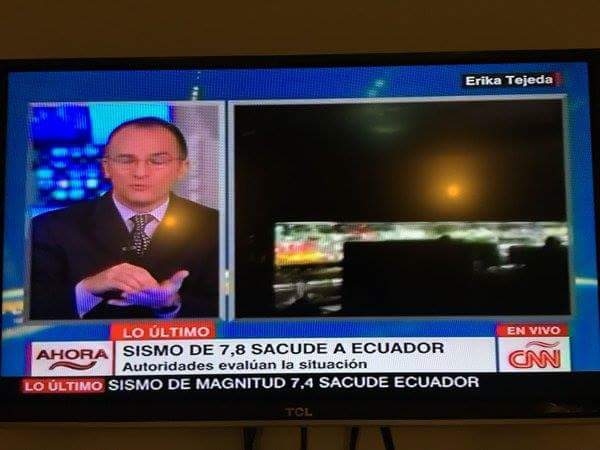 Erika Tejeda
LO ÚLTIMO
EN VIVO
AHORA
SISMO DE 7,8 SACUDE A ECUADOR
Autoridades evalúan la situación
CNN
LO ÚLTIMO SISMO DE MAGNITUD 7,4 SACUDE ECUADOR
TCL